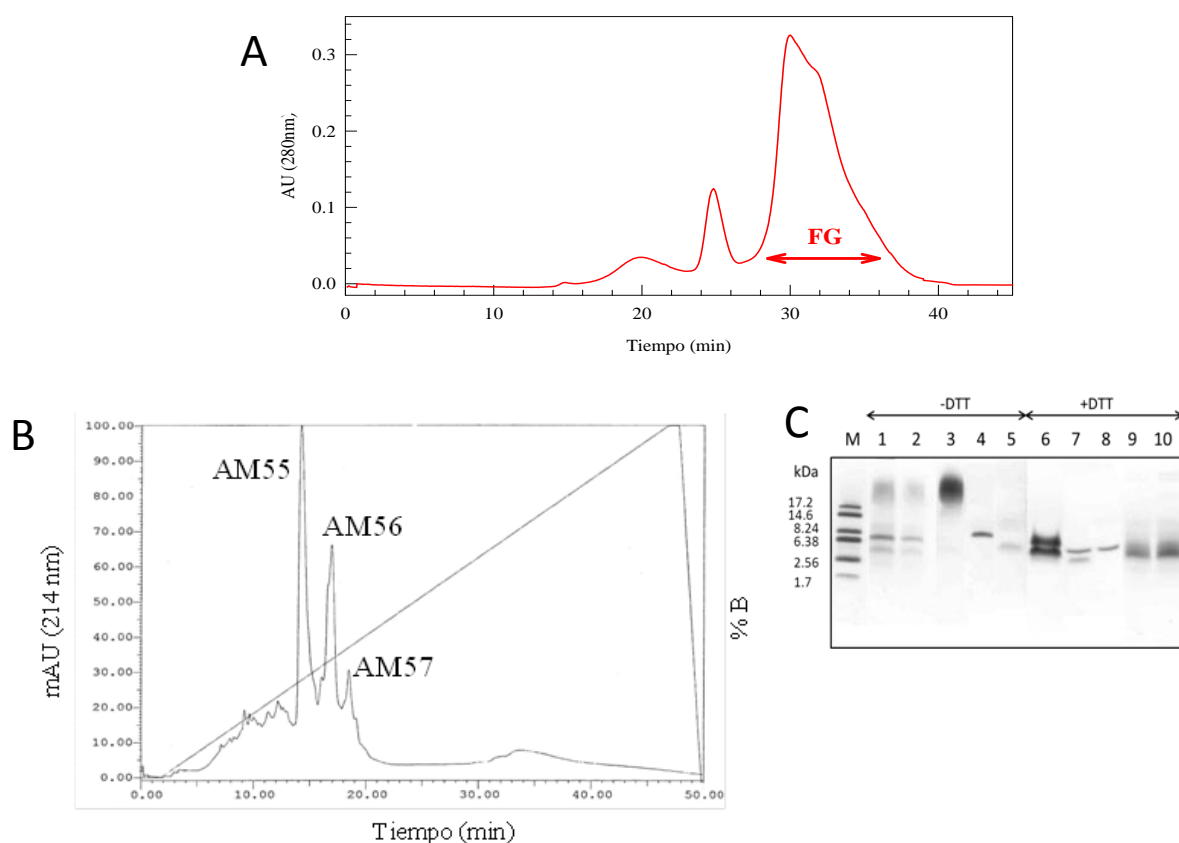 A
0.3
0.2
0.1
0.0
AU (280nm)
FG
0
10
20
30
40
Tiempo (min)
B
100.00
90.00
80.00
70.00
60.00
50.00
40.00
30.00
20.00
10.00
0.00
mAU (214 nm)
AM55
AM56
AM57
% B
0.00
10.00
20.00
30.00
40.00
50.00
Tiempo (min)
C
-DTT +DTT
M 1 2 3 4 5 6 7 8 9 10
kDa
17.2
14.6
8.24
6.38
2.56
1.7